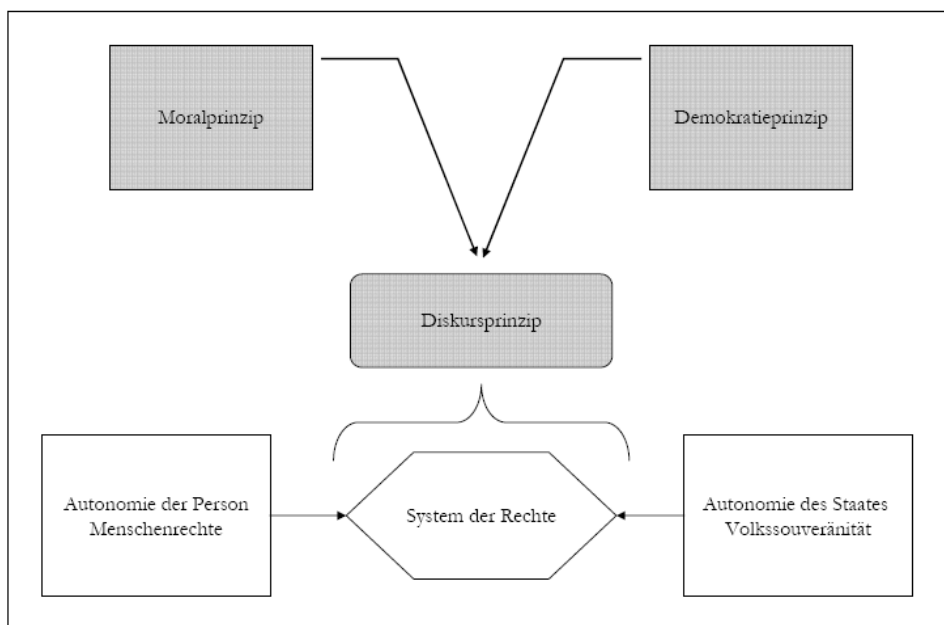 Moralprinzip
Demokratieprinzip
Diskursprinzip
Autonomie der Person
Menschenrechte
System der Rechte
Autonomie des Staates
Volkssouveränität